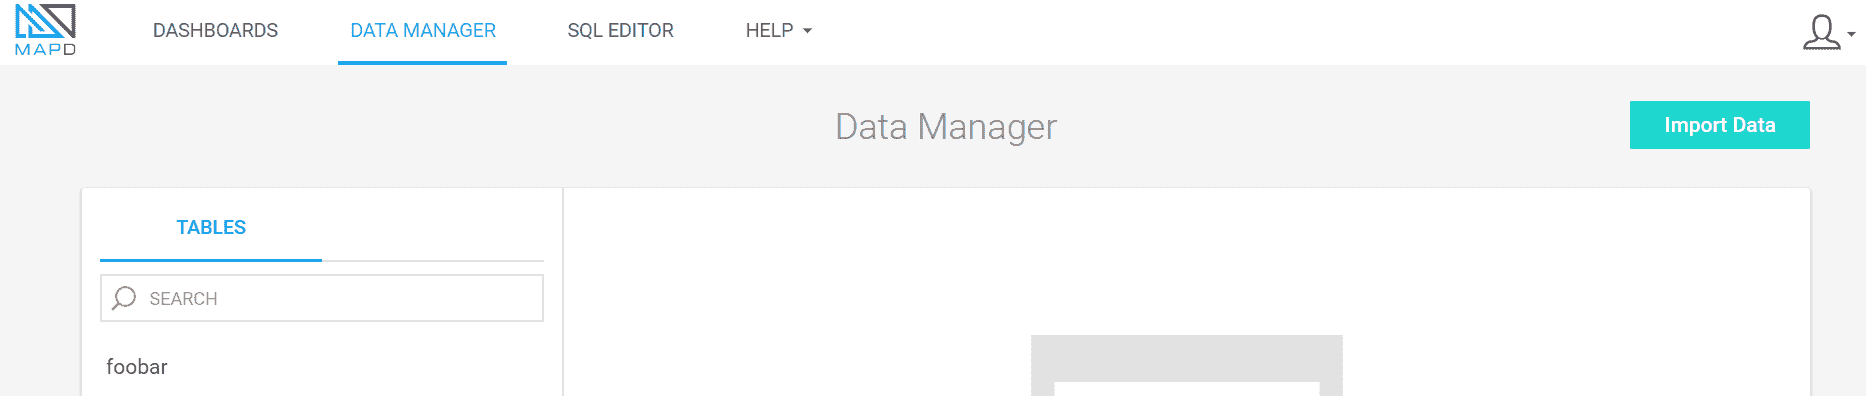 MAPD
DASHBOARDS DATA MANAGER SQL EDITOR HELP
Data Manager
Import Data
TABLES
SEARCH
foobar